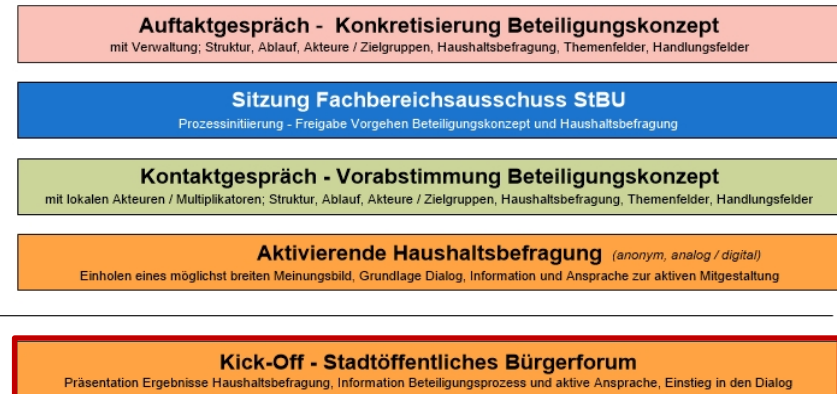 Auftaktgespräch - Konkretisierung Beteiligungskonzept
mit Verwaltung; Struktur, Ablauf, Akteure / Zielgruppen, Haushaltsbefragung, Themenfelder, Handlungsfelder
Sitzung Fachbereichsausschuss StBU
Prozessinitiierung - Freigabe Vorgehen Beteiligungskonzept und Haushaltsbefragung
Kontaktgespräch - Vorabstimmung Beteiligungskonzept
mit lokalen Akteuren / Multiplikatoren; Struktur, Ablauf, Akteure / Zielgruppen, Haushaltsbefragung, Themenfelder, Handlungsfelder
Aktivierende Haushaltsbefragung (anonym, analog / digital)
Einholen eines möglichst breiten Meinungsbild, Grundlage Dialog, Information und Ansprache zur aktiven Mitgestaltung
Kick-Off - Stadtöffentliches Bürgerforum
Präsentation Ergebnisse Haushaltsbefragung, Information Beteiligungsprozess und aktive Ansprache, Einstieg in den Dialog